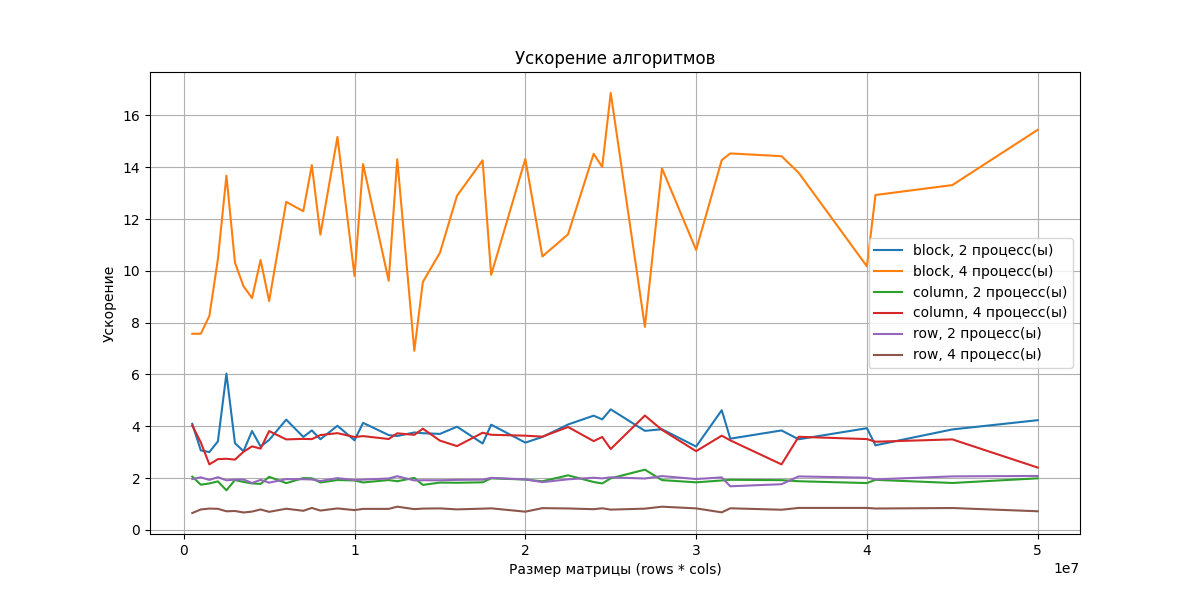 Ускорение алгоритмов
Ускорение
16
14
12
10
8
6
4
2
0
block, 2 процесс(ы)
block, 4 процесс(ы)
column, 2 процесс(ы)
column, 4 процесс(ы)
row, 2 процесс(ы)
row, 4 процесс(ы)
0 1 2 3 4 5
1e7
Размер матрицы (rows * cols)